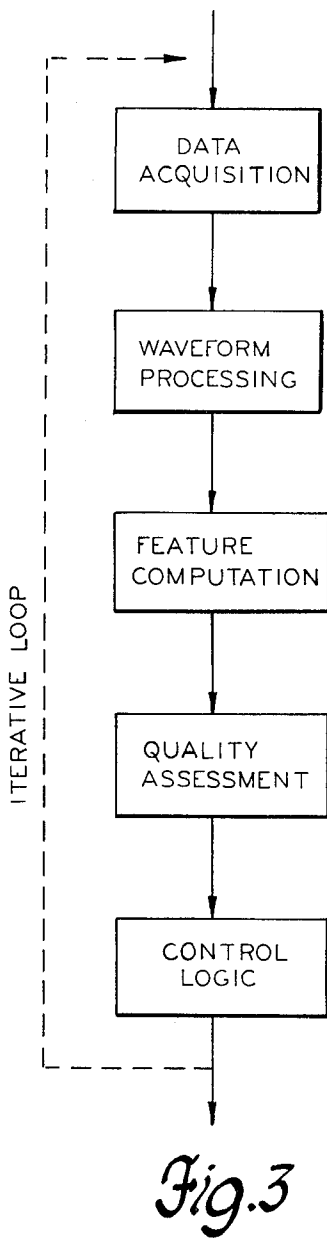 DATA
ACQUISITION
WAVEFORM
PROCESSING
FEATURE
COMPUTATION
QUALITY
ASSESSMENT
CONTROL
LOGIC
ITERATIVE LOOP
Fig.3